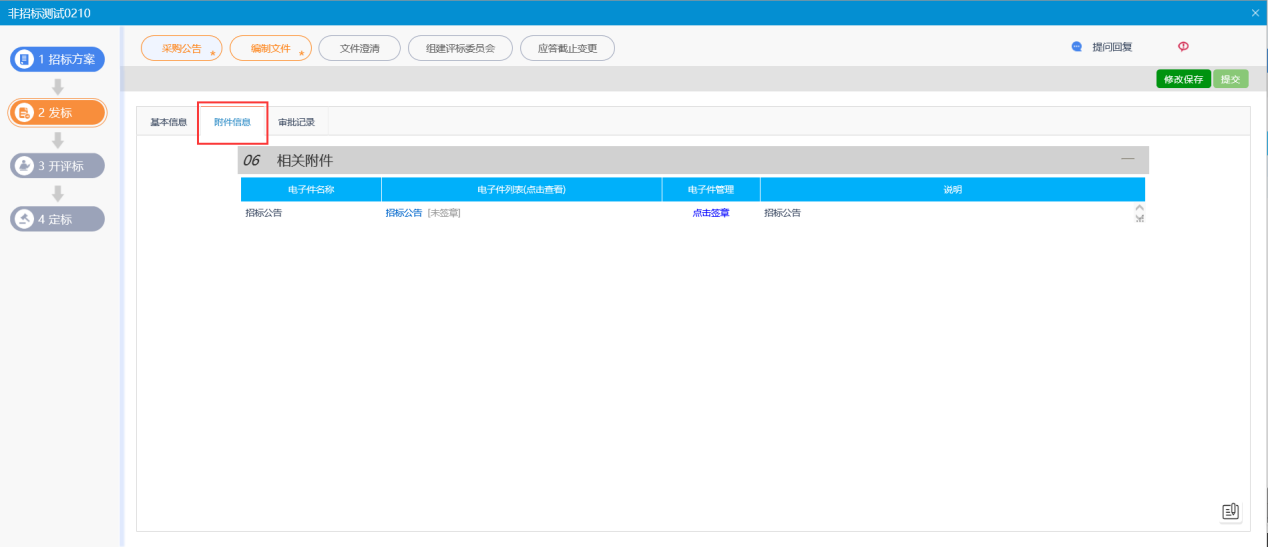 非招标测试0210
1 招标方案
2 发标
3 开评标
4 定标
采购公告 *
编制文件 *
文件澄清
组建评标委员会
应答截止变更
提问回复
修改保存
提交
基本信息
附件信息
审批记录
06 相关附件
电子件名称 电子件列表(点击查看) 电子件管理 说明
招标公告 招标公告 [未签章] 点击签章 招标公告